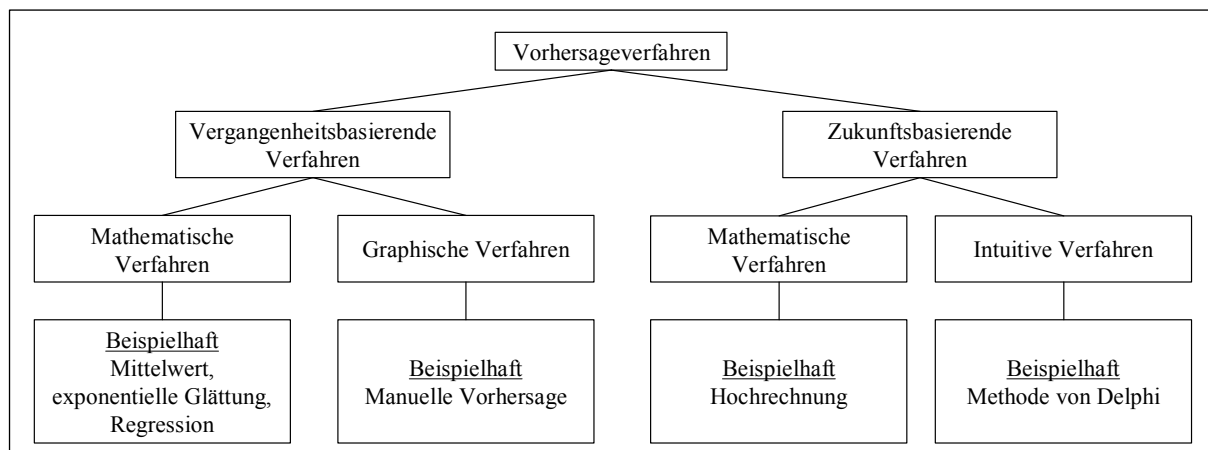 Vorhersageverfahren
Vergangenheitsbasierende
Verfahren
Zukunftsbasierende
Verfahren
Mathematische
Verfahren
Graphische Verfahren
Mathematische
Verfahren
Intuitive Verfahren
Beispielhaft
Mittelwert,
exponentielle Glättung,
Regression
Beispielhaft
Manuelle Vorhersage
Beispielhaft
Hochrechnung
Beispielhaft
Methode von Delphi